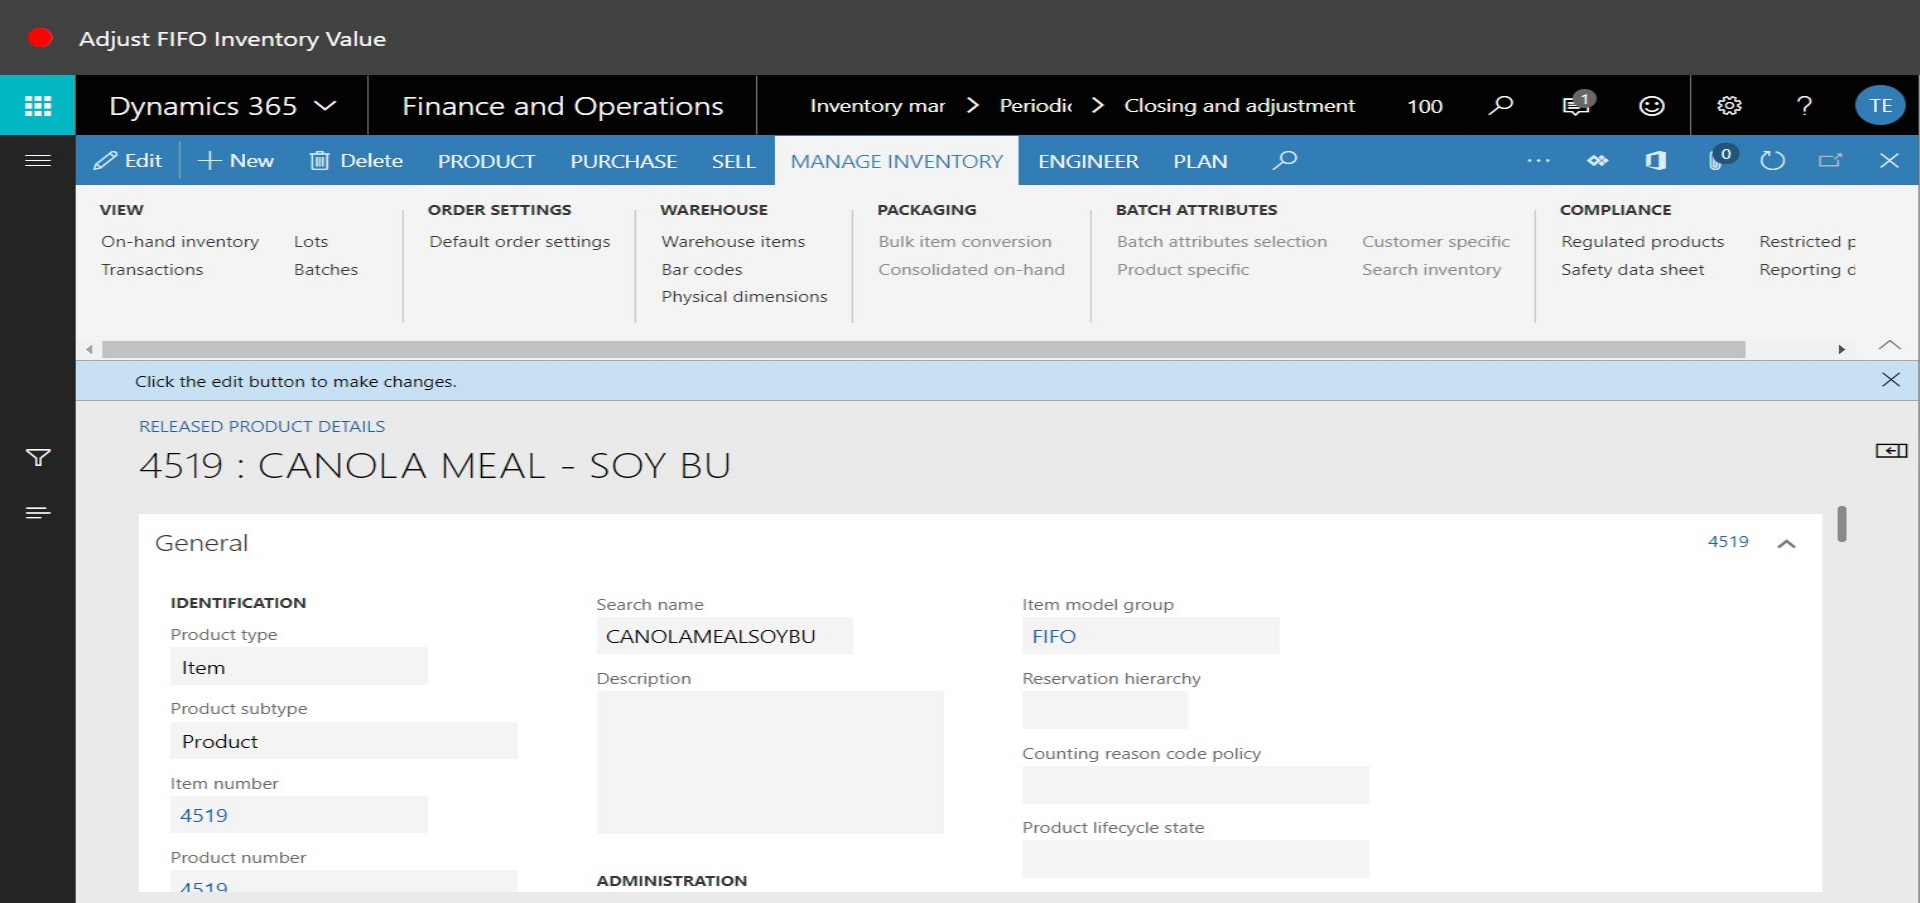 Adjust FIFO Inventory Value
Dynamics 365
Finance and Operations
Inventory mar > Periodic > Closing and adjustment
100
1
?
TE
Edit
New
Delete
PRODUCT
PURCHASE
SELL
MANAGE INVENTORY
ENGINEER
PLAN
...
0
VIEW
On-hand inventory
Lots
Transactions
Batches
ORDER SETTINGS
Default order settings
WAREHOUSE
Warehouse items
Bar codes
Physical dimensions
PACKAGING
Bulk item conversion
Consolidated on-hand
BATCH ATTRIBUTES
Batch attributes selection
Customer specific
Product specific
Search inventory
COMPLIANCE
Regulated products
Restricted p
Safety data sheet
Reporting d
Click the edit button to make changes.
RELEASED PRODUCT DETAILS
4519 : CANOLA MEAL - SOY BU
General
4519
IDENTIFICATION
Product type
Item
Product subtype
Product
Item number
4519
Product number
4519
Search name
CANOLAMEALSOYBU
Description
ADMINISTRATION
Item model group
FIFO
Reservation hierarchy
Counting reason code policy
Product lifecycle state